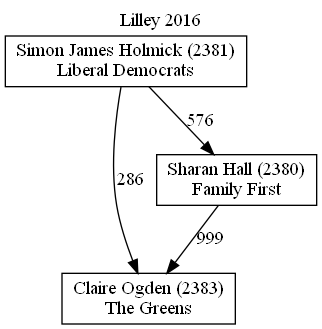 Lilley 2016
Simon James Holmick (2381)
Liberal Democrats
576
Sharan Hall (2380)
Family First
286
999
Claire Ogden (2383)
The Greens